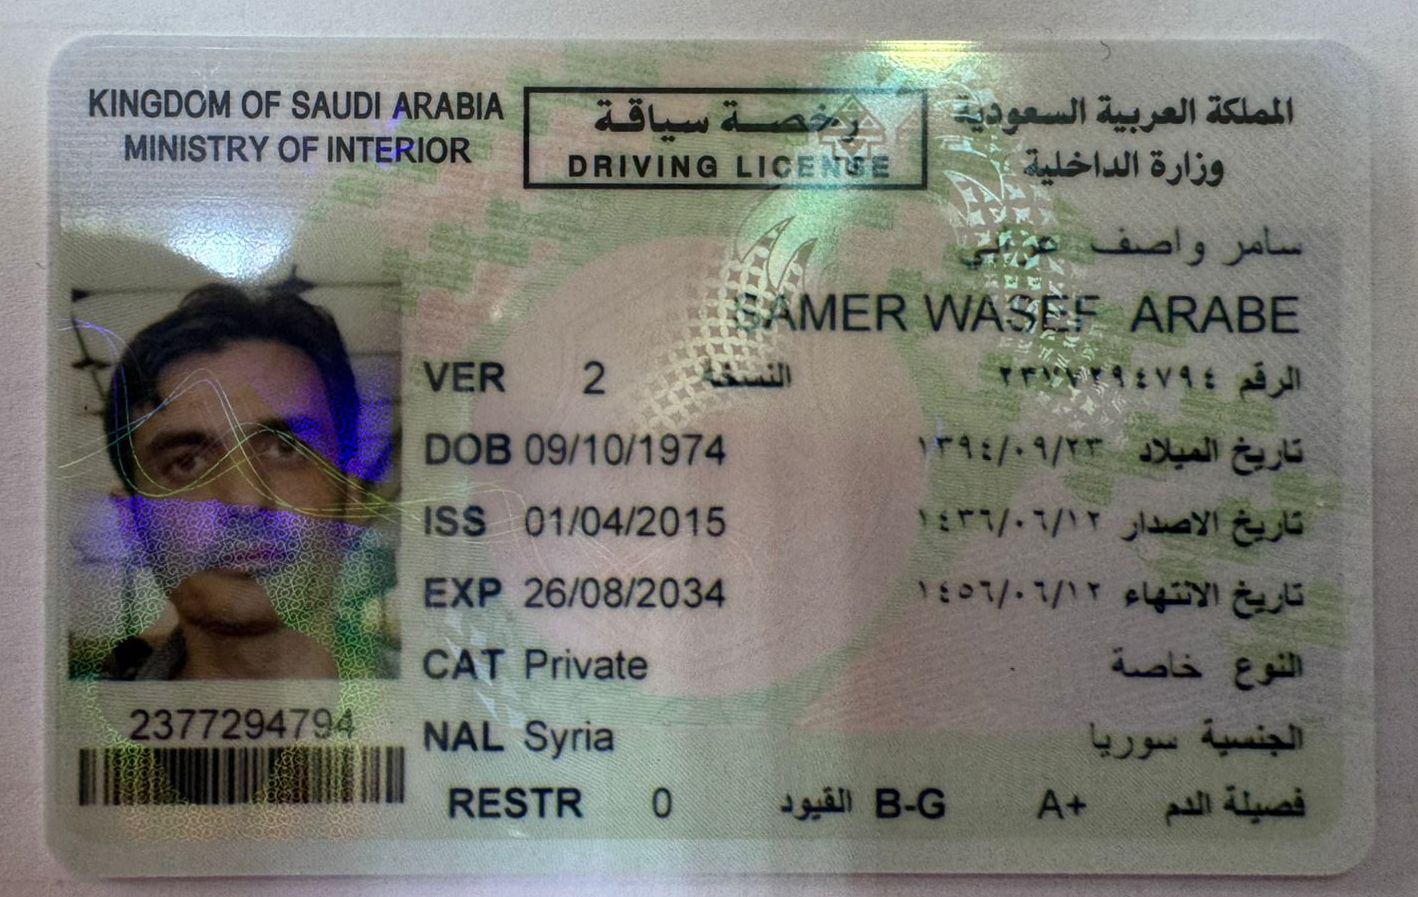 KINGDOM OF SAUDI ARABIA
MINISTRY OF INTERIOR
رخصة سياقة
DRIVING LICENSE
المملكة العربية السعودية
وزارة الداخلية
سامر واصف عرابي
SAMER WASEF ARABE
VER 2 النسخة
الرقم ٢٣٧٧٢٩٤٧٩٤
DOB 09/10/1974
تاريخ الميلاد ١٣٩٤/٠٩/٢٣
ISS 01/04/2015
تاريخ الاصدار ١٤٣٦/٠٦/١٢
EXP 26/08/2034
تاريخ الانتهاء ١٤٥٦/٠٦/١٢
CAT Private
النوع خاصة
2377294794
NAL Syria
الجنسية سوريا
RESTR 0 القيود
B-G A+ فصيلة الدم